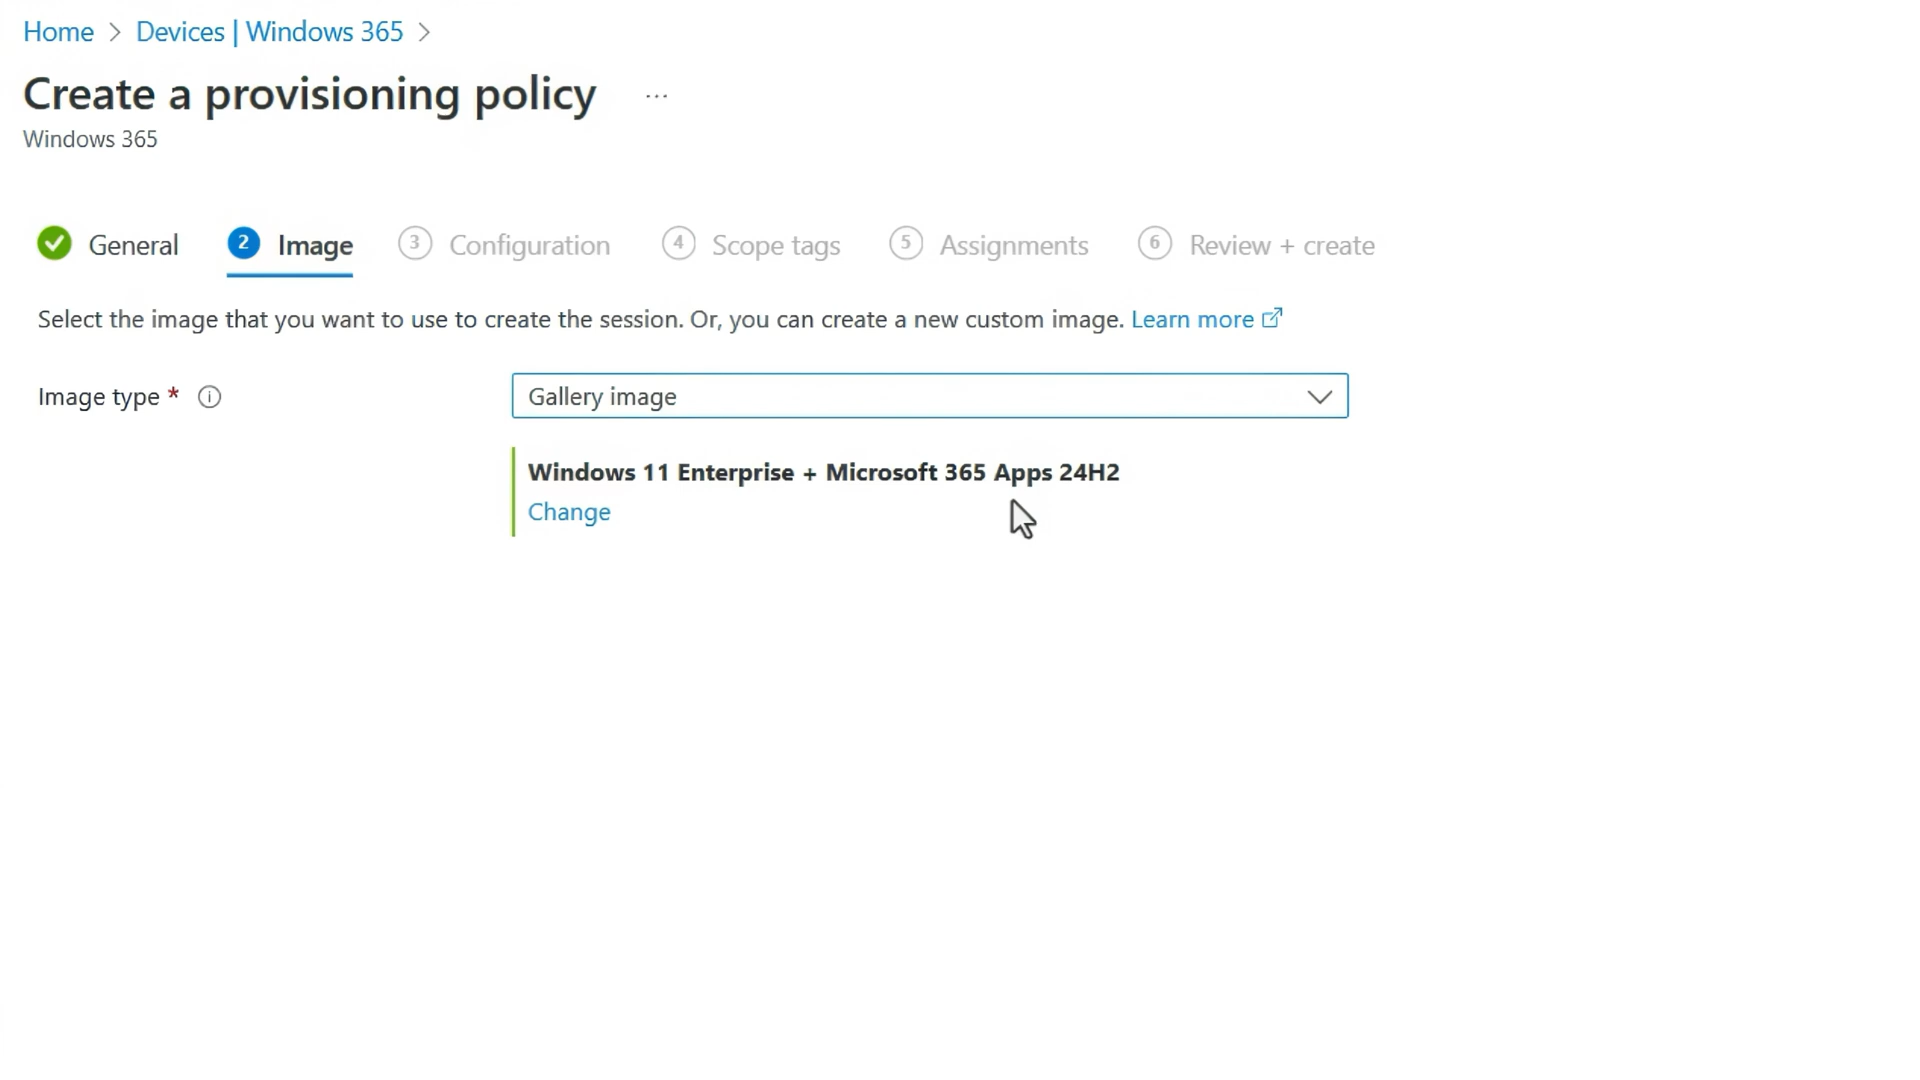 Home > Devices | Windows 365 >
Create a provisioning policy ...
Windows 365
General 2 Image 3 Configuration 4 Scope tags 5 Assignments 6 Review + create
Select the image that you want to use to create the session. Or, you can create a new custom image. Learn more
Image type * Gallery image
Windows 11 Enterprise + Microsoft 365 Apps 24H2
Change